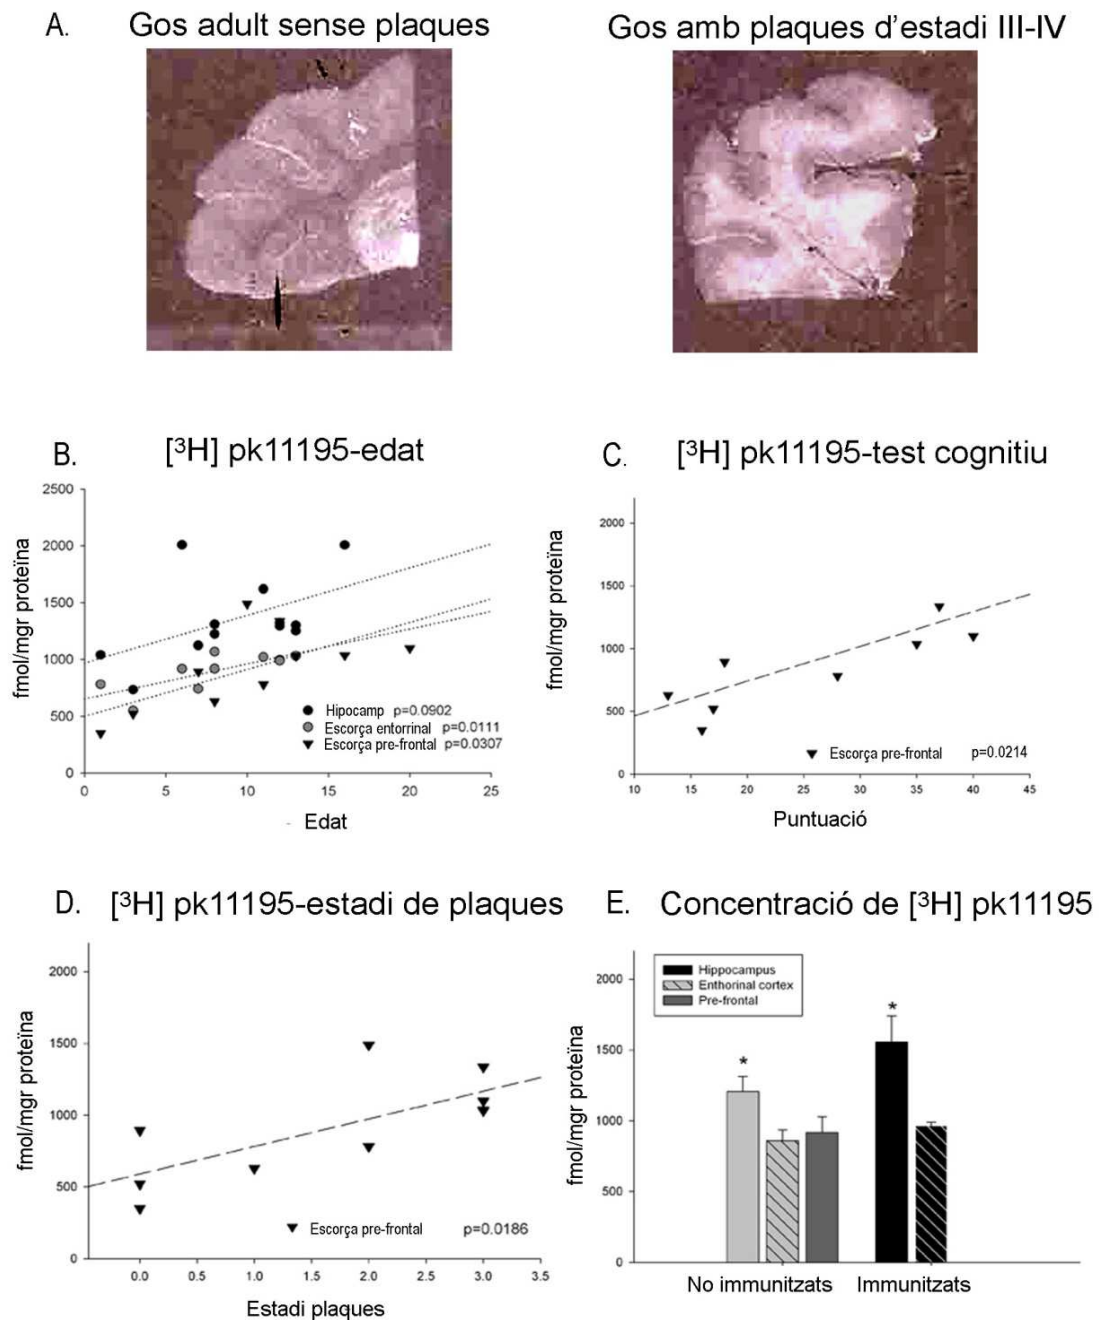 A. Gos adult sense plaques
Gos amb plaques d'estadi III-IV
B. [³H] pk11195-edat
fmol/mgr proteïna
2500
2000
1500
1000
500
0
0 5 10 15 20 25
Edat
Hipocamp p=0.0902
Escorça entorrinal p=0.0111
Escorça pre-frontal p=0.0307
C. [³H] pk11195-test cognitiu
fmol/mgr proteïna
2000
1500
1000
500
0
10 15 20 25 30 35 40 45
Puntuació
Escorça pre-frontal p=0.0214
D. [³H] pk11195-estadi de plaques
fmol/mgr proteïna
2000
1500
1000
500
0
0.0 0.5 1.0 1.5 2.0 2.5 3.0 3.5
Estadi plaques
Escorça pre-frontal p=0.0186
E. Concentració de [³H] pk11195
fmol/mgr proteïna
2000
1500
1000
500
0
Hippocampus
Enthorinal cortex
Pre-frontal
*
*
No immunitzats Immunitzats